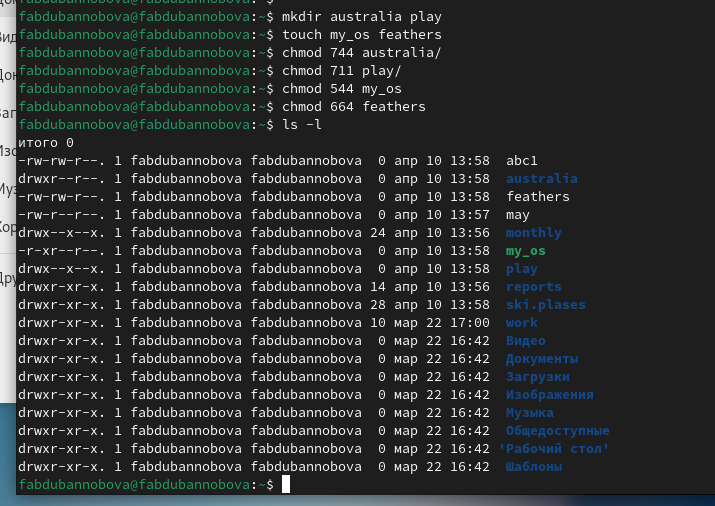 Вид
Док
Заг
Изо
Муз
Кор
Дру
fabdubannobova@fabdubannobova:~$ mkdir australia play
fabdubannobova@fabdubannobova:~$ touch my_os feathers
fabdubannobova@fabdubannobova:~$ chmod 744 australia/
fabdubannobova@fabdubannobova:~$ chmod 711 play/
fabdubannobova@fabdubannobova:~$ chmod 544 my_os
fabdubannobova@fabdubannobova:~$ chmod 664 feathers
fabdubannobova@fabdubannobova:~$ ls -l
итого 0
-rw-rw-r--. 1 fabdubannobova fabdubannobova  0 апр 10 13:58  abc1
drwxr--r--. 1 fabdubannobova fabdubannobova  0 апр 10 13:58  australia
-rw-rw-r--. 1 fabdubannobova fabdubannobova  0 апр 10 13:58  feathers
-rw-rw-r--. 1 fabdubannobova fabdubannobova  0 апр 10 13:57  may
drwx--x--x. 1 fabdubannobova fabdubannobova 24 апр 10 13:56  monthly
-r-xr--r--. 1 fabdubannobova fabdubannobova  0 апр 10 13:58  my_os
drwx--x--x. 1 fabdubannobova fabdubannobova  0 апр 10 13:58  play
drwxr-xr-x. 1 fabdubannobova fabdubannobova 14 апр 10 13:56  reports
drwxr-xr-x. 1 fabdubannobova fabdubannobova 28 апр 10 13:58  ski.plases
drwxr-xr-x. 1 fabdubannobova fabdubannobova 10 мар 22 17:00  work
drwxr-xr-x. 1 fabdubannobova fabdubannobova  0 мар 22 16:42  Видео
drwxr-xr-x. 1 fabdubannobova fabdubannobova  0 мар 22 16:42  Документы
drwxr-xr-x. 1 fabdubannobova fabdubannobova  0 мар 22 16:42  Загрузки
drwxr-xr-x. 1 fabdubannobova fabdubannobova  0 мар 22 16:42  Изображения
drwxr-xr-x. 1 fabdubannobova fabdubannobova  0 мар 22 16:42  Музыка
drwxr-xr-x. 1 fabdubannobova fabdubannobova  0 мар 22 16:42  Общедоступные
drwxr-xr-x. 1 fabdubannobova fabdubannobova  0 мар 22 16:42 'Рабочий стол'
drwxr-xr-x. 1 fabdubannobova fabdubannobova  0 мар 22 16:42  Шаблоны
fabdubannobova@fabdubannobova:~$